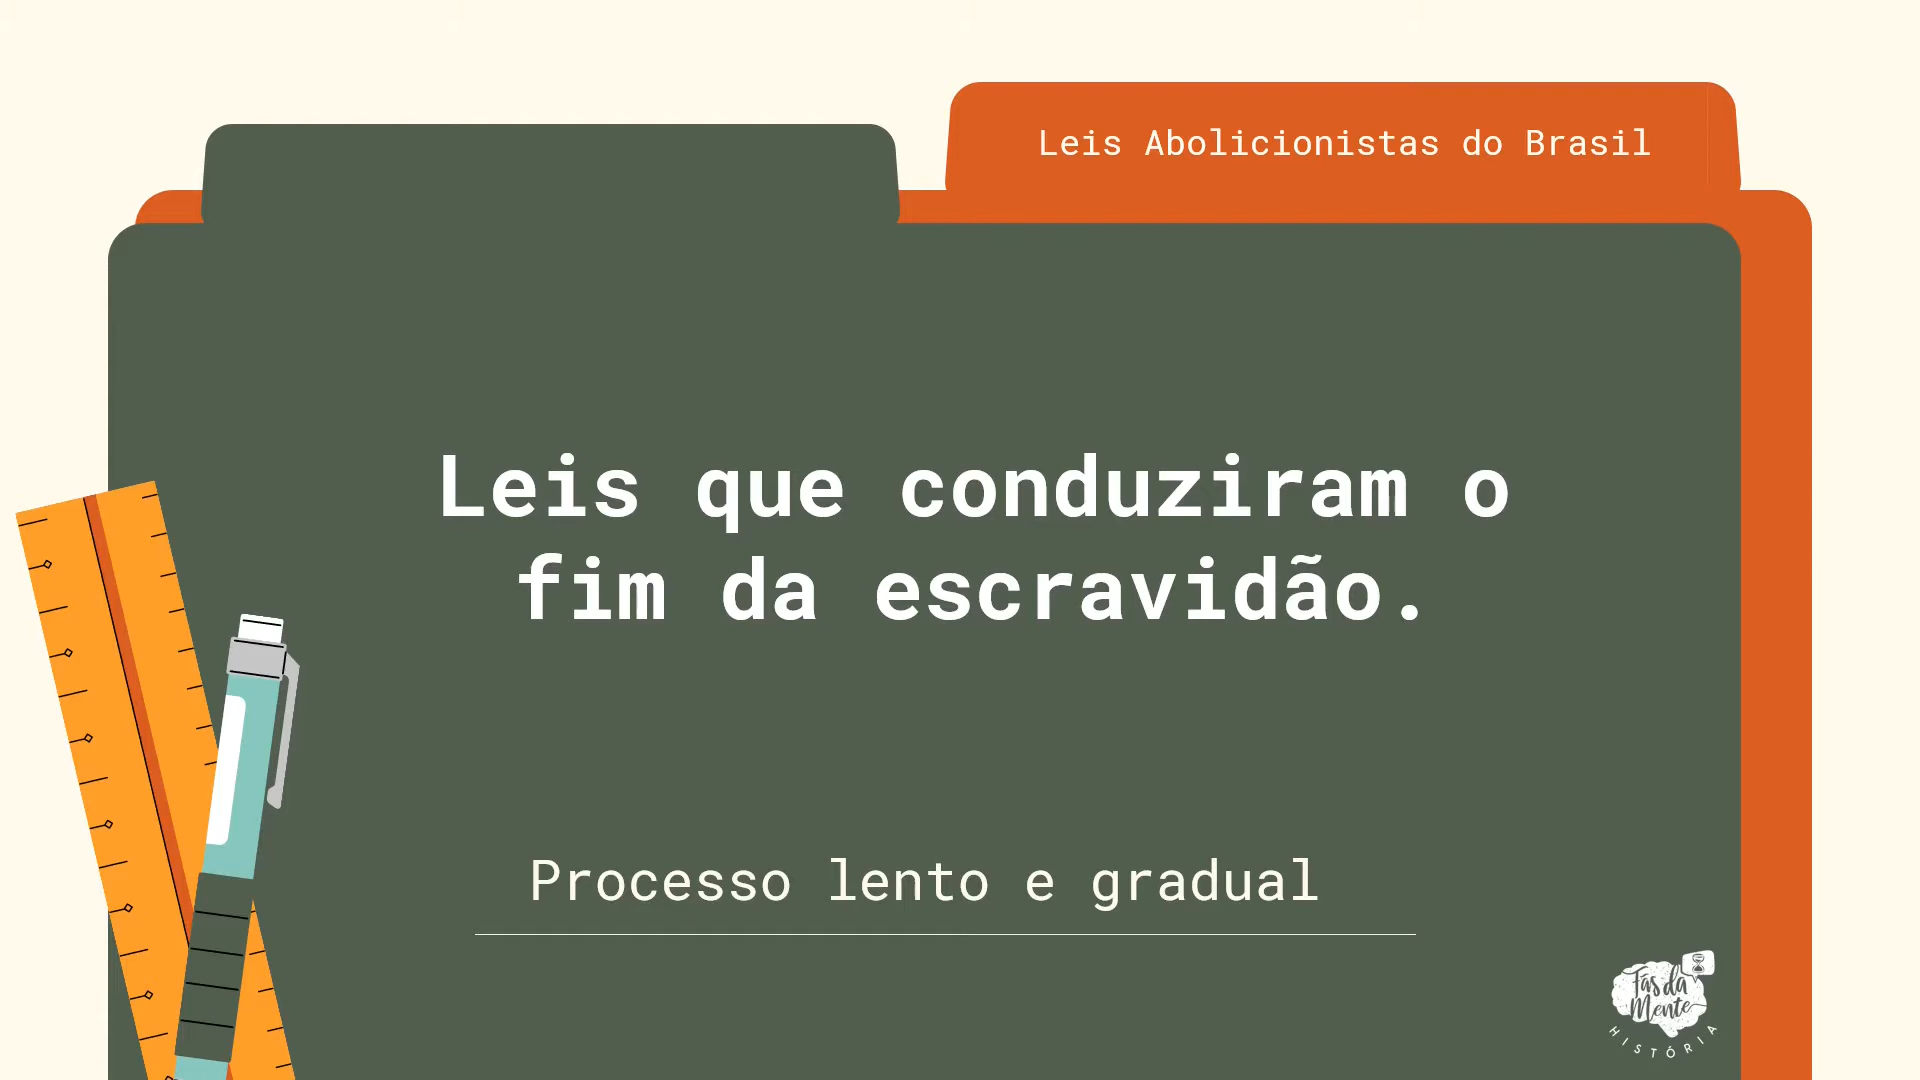 Leis Abolicionistas do Brasil
Leis que conduziram o
fim da escravidão.
Processo lento e gradual
Fãs da
Mente
HISTÓRIA